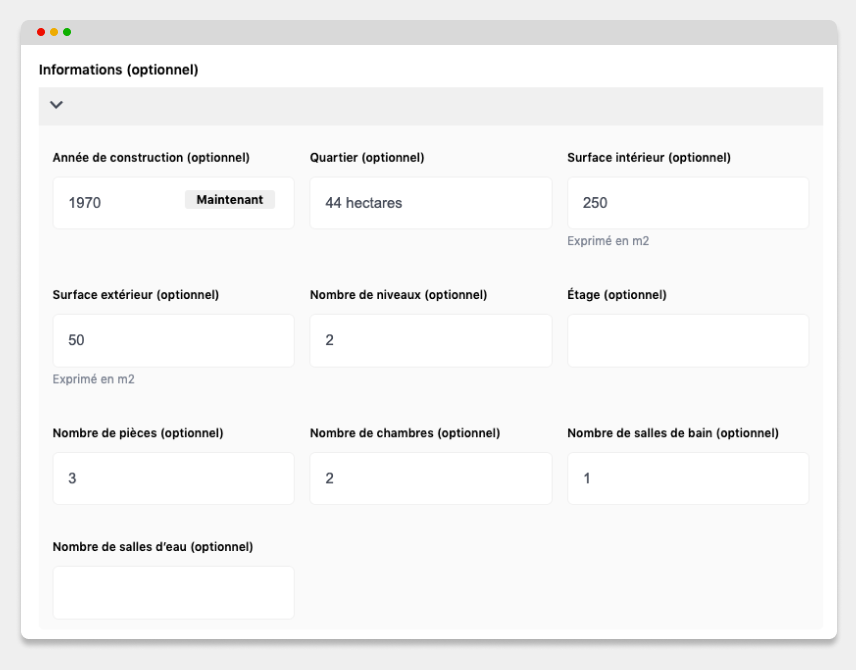 Informations (optionnel)
Année de construction (optionnel)
Quartier (optionnel)
Surface intérieur (optionnel)
1970
Maintenant
44 hectares
250
Exprimé en m2
Surface extérieur (optionnel)
Nombre de niveaux (optionnel)
Étage (optionnel)
50
2
Exprimé en m2
Nombre de pièces (optionnel)
Nombre de chambres (optionnel)
Nombre de salles de bain (optionnel)
3
2
1
Nombre de salles d’eau (optionnel)